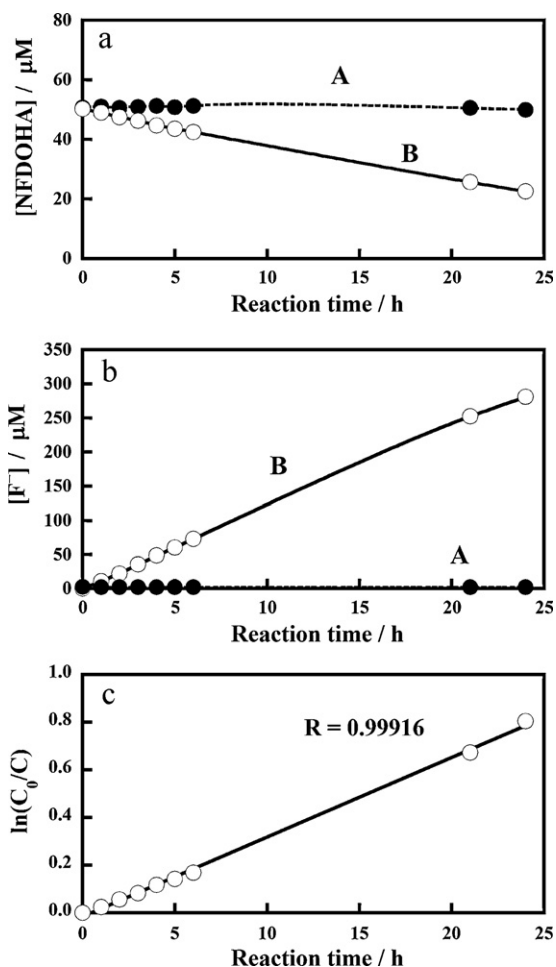 a
80
60
40
20
0
[NFDOHA] / μM
A
B
0 5 10 15 20 25
Reaction time / h
b
350
300
250
200
150
100
50
0
[F⁻] / μM
B
A
0 5 10 15 20 25
Reaction time / h
c
1.0
0.8
0.6
0.4
0.2
0.0
ln(C₀/C)
R = 0.99916
0 5 10 15 20 25
Reaction time / h